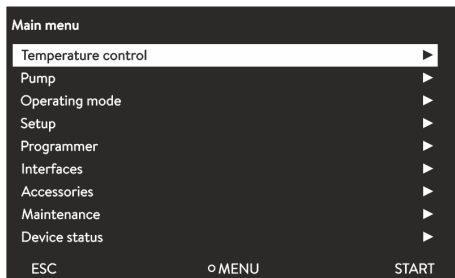 Main menu
Temperature control ▶
Pump ▶
Operating mode ▶
Setup ▶
Programmer ▶
Interfaces ▶
Accessories ▶
Maintenance ▶
Device status ▶
ESC ○ MENU START